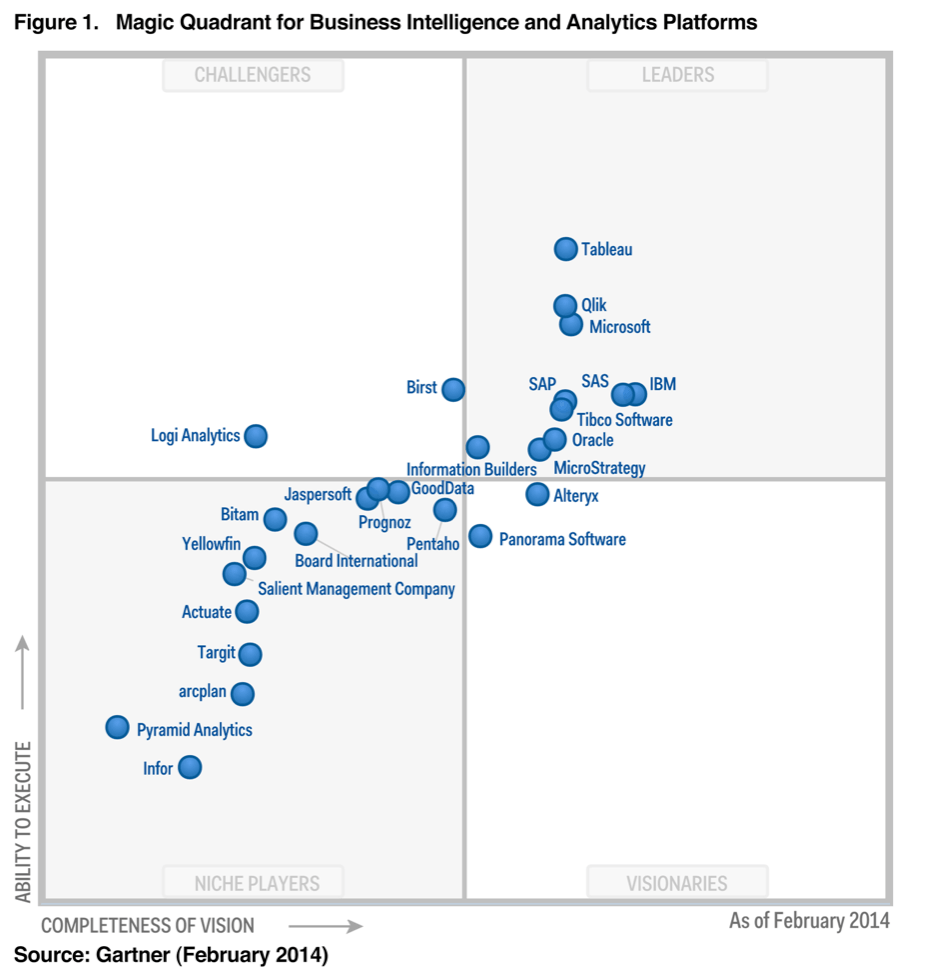 Figure 1. Magic Quadrant for Business Intelligence and Analytics Platforms
CHALLENGERS
LEADERS
Tableau
Qlik
Microsoft
Birst
SAP
SAS
IBM
Tibco Software
Logi Analytics
Oracle
Information Builders
MicroStrategy
Jaspersoft
GoodData
Alteryx
Bitam
Prognoz
Yellowfin
Pentaho
Panorama Software
Board International
Salient Management Company
Actuate
Targit
arcplan
Pyramid Analytics
Infor
ABILITY TO EXECUTE
NICHE PLAYERS
VISIONARIES
COMPLETENESS OF VISION
As of February 2014
Source: Gartner (February 2014)